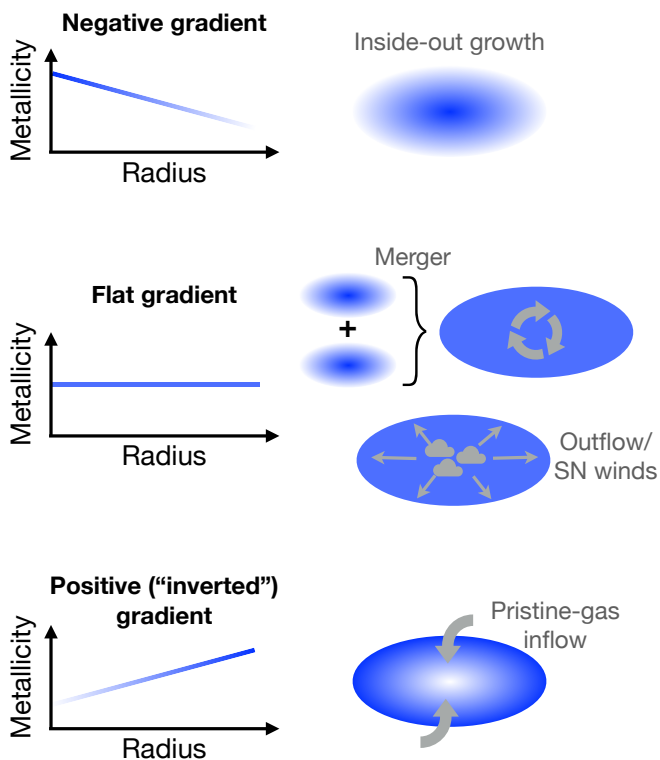 Negative gradient
Metallicity
Radius
Inside-out growth
Flat gradient
Metallicity
Radius
Merger
+
Outflow/
SN winds
Positive (“inverted”)
gradient
Metallicity
Radius
Pristine-gas
inflow